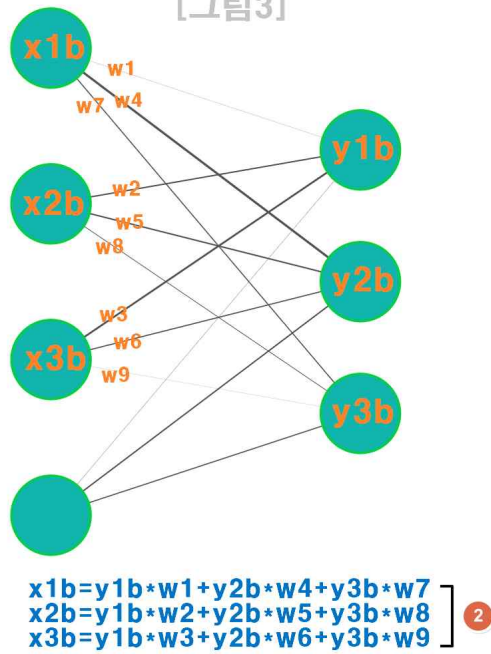 [그림3]
x1b
w1
w7 w4
y1b
x2b
w2
w5
w8
y2b
w3
x3b
w6
w9
y3b
x1b=y1b*w1+y2b*w4+y3b*w7
x2b=y1b*w2+y2b*w5+y3b*w8
x3b=y1b*w3+y2b*w6+y3b*w9
2